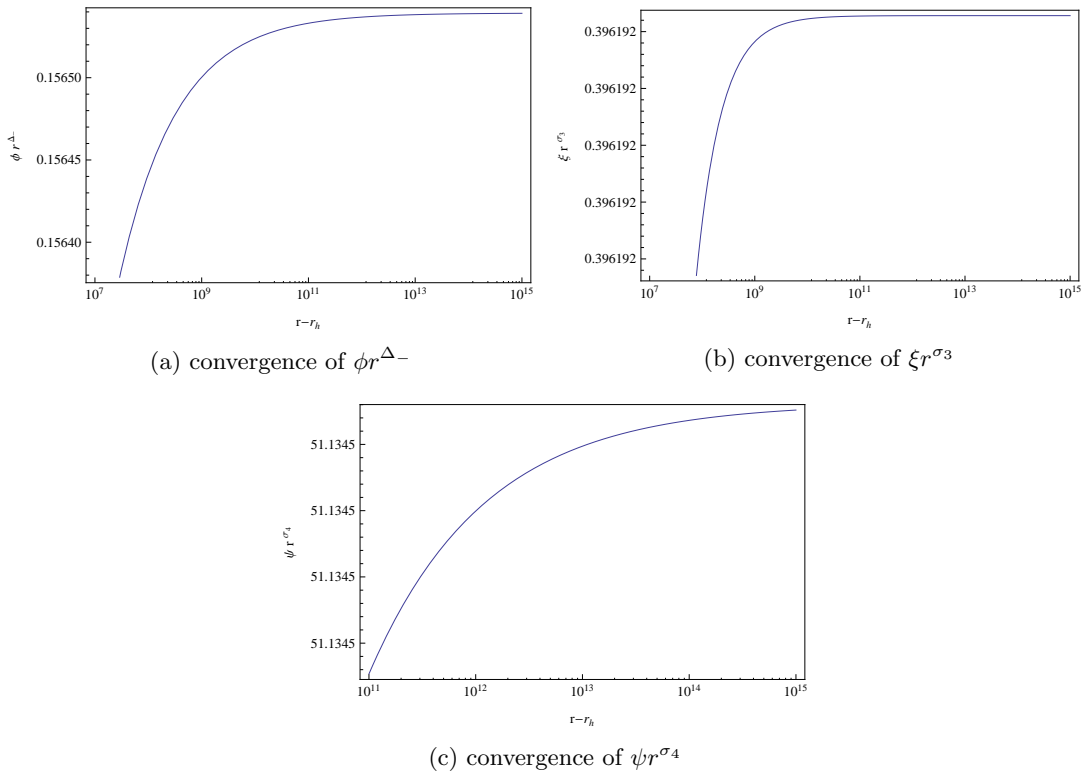 0.15650
0.15645
0.15640
ϕ r^Δ−
10^7 10^9 10^11 10^13 10^15
r−r_h
(a) convergence of ϕr^Δ−
0.396192
0.396192
0.396192
0.396192
0.396192
ξ r^σ3
10^7 10^9 10^11 10^13 10^15
r−r_h
(b) convergence of ξr^σ3
51.1345
51.1345
51.1345
51.1345
ψ r^σ4
10^11 10^12 10^13 10^14 10^15
r−r_h
(c) convergence of ψr^σ4